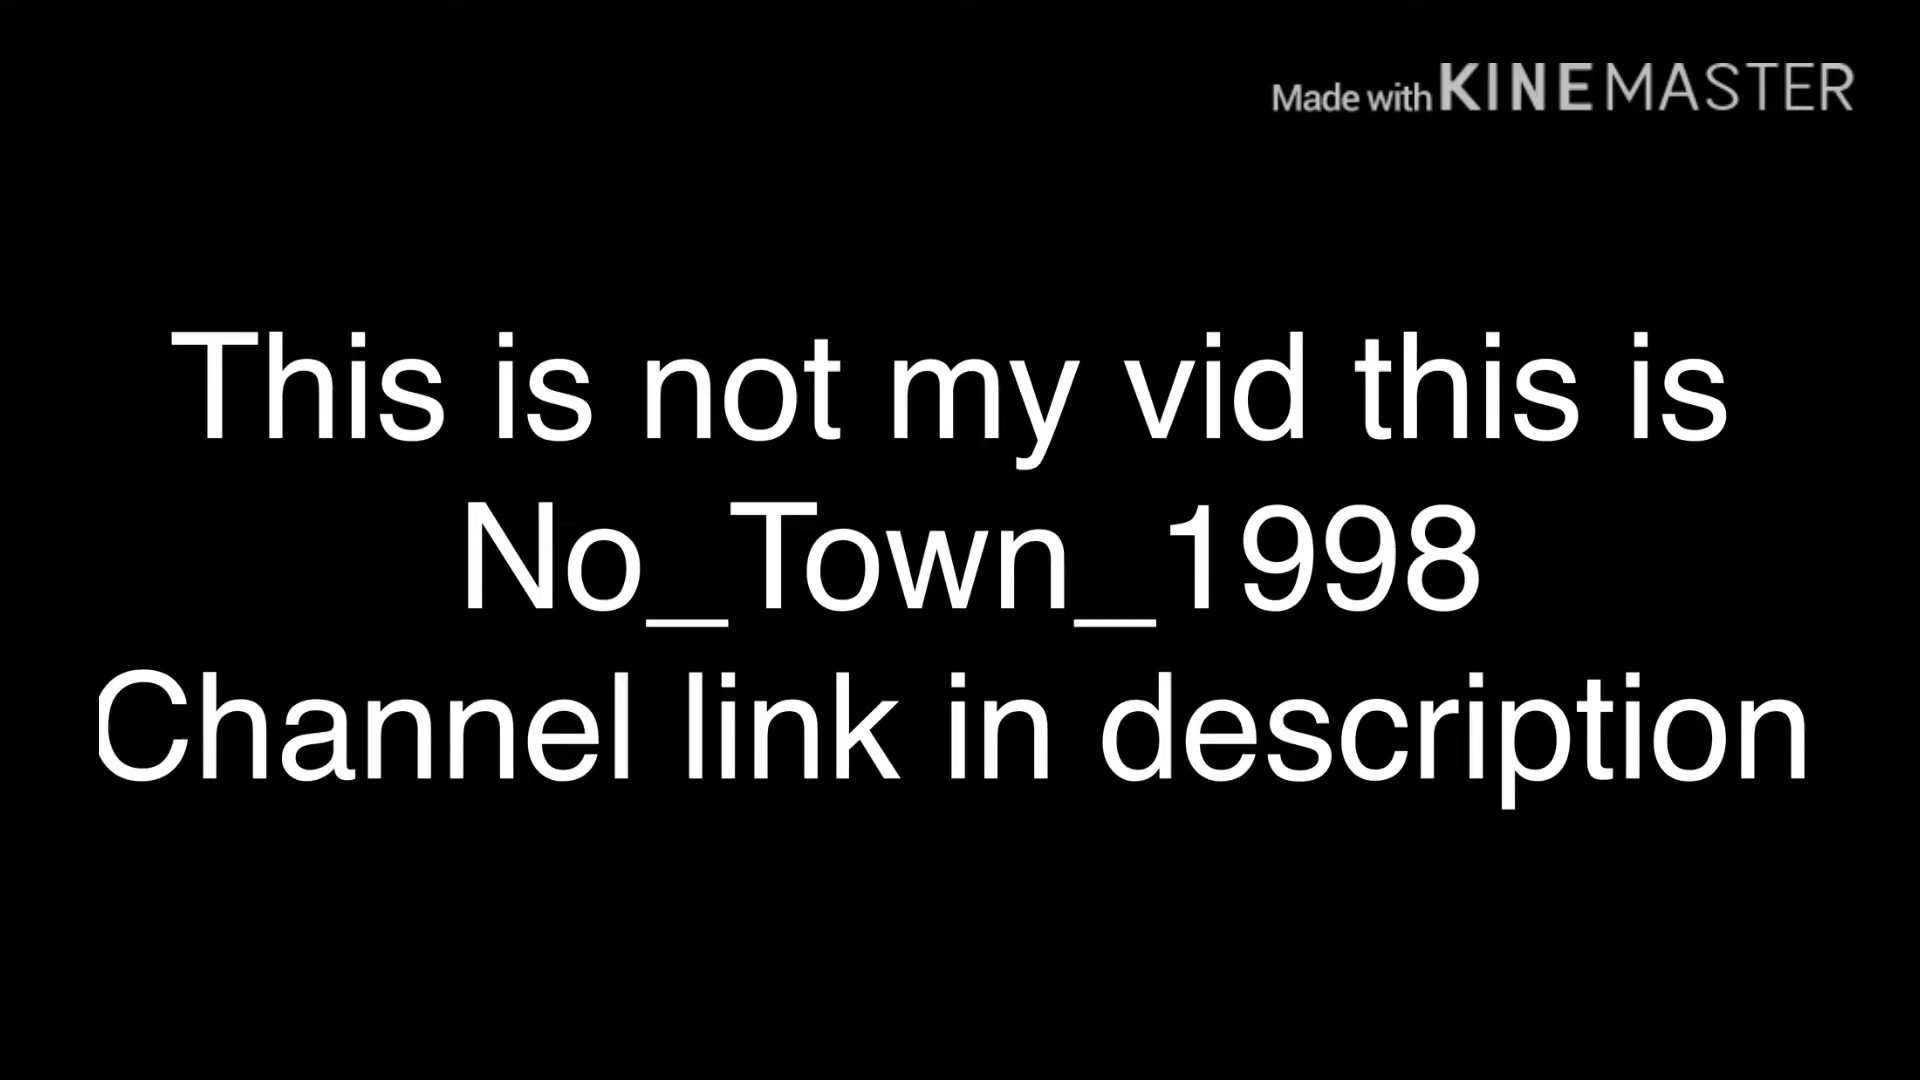 Made with KINEMASTER
This is not my vid this is
No_Town_1998
Channel link in description